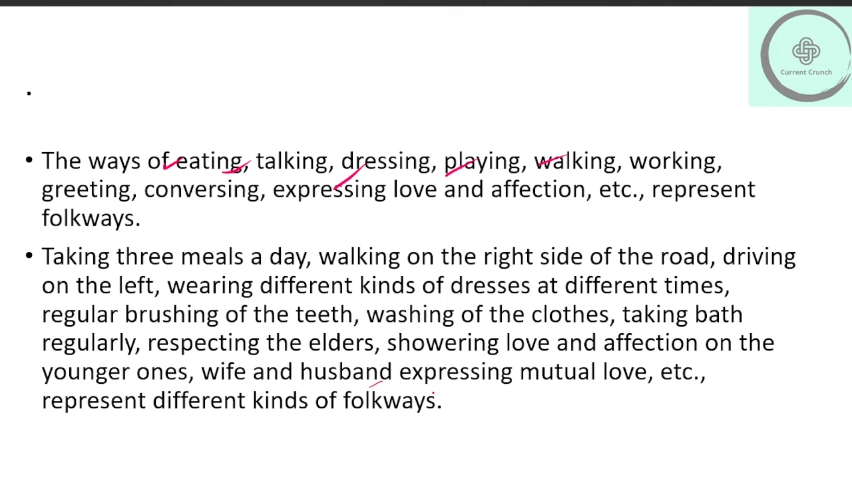 Current Crunch
.
• The ways of eating, talking, dressing, playing, walking, working,
greeting, conversing, expressing love and affection, etc., represent
folkways.
• Taking three meals a day, walking on the right side of the road, driving
on the left, wearing different kinds of dresses at different times,
regular brushing of the teeth, washing of the clothes, taking bath
regularly, respecting the elders, showering love and affection on the
younger ones, wife and husband expressing mutual love, etc.,
represent different kinds of folkways.